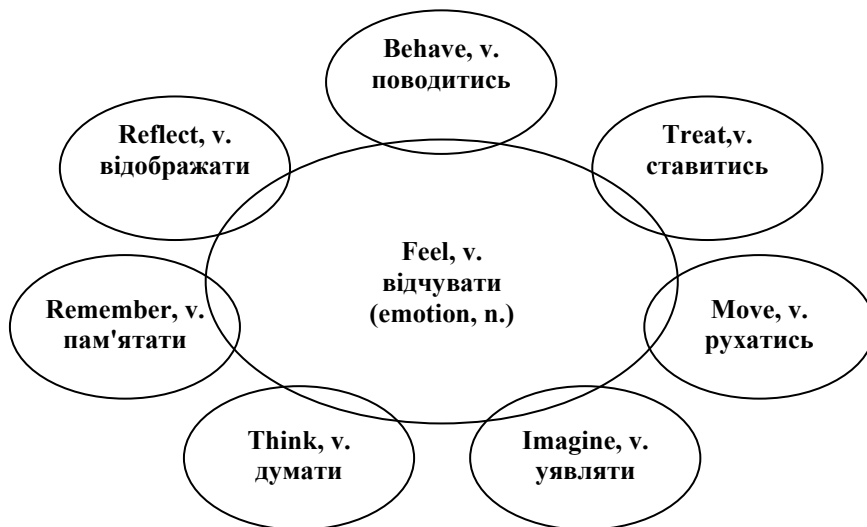 Behave, v.
поводитись
Reflect, v.
відображати
Treat,v.
ставитись
Feel, v.
відчувати
(emotion, n.)
Remember, v.
пам'ятати
Move, v.
рухатись
Think, v.
думати
Imagine, v.
уявляти